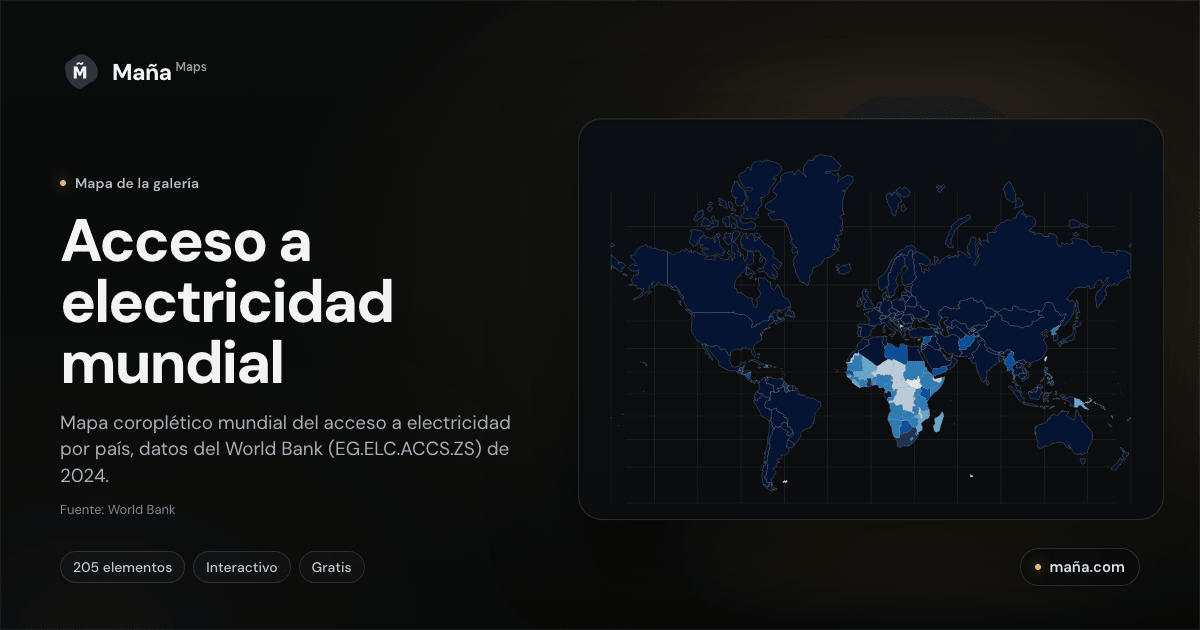 M̃
Maña Maps
Mapa de la galería
Acceso a
electricidad
mundial
Mapa coroplético mundial del acceso a electricidad
por país, datos del World Bank (EG.ELC.ACCS.ZS) de
2024.
Fuente: World Bank
205 elementos
Interactivo
Gratis
maña.com